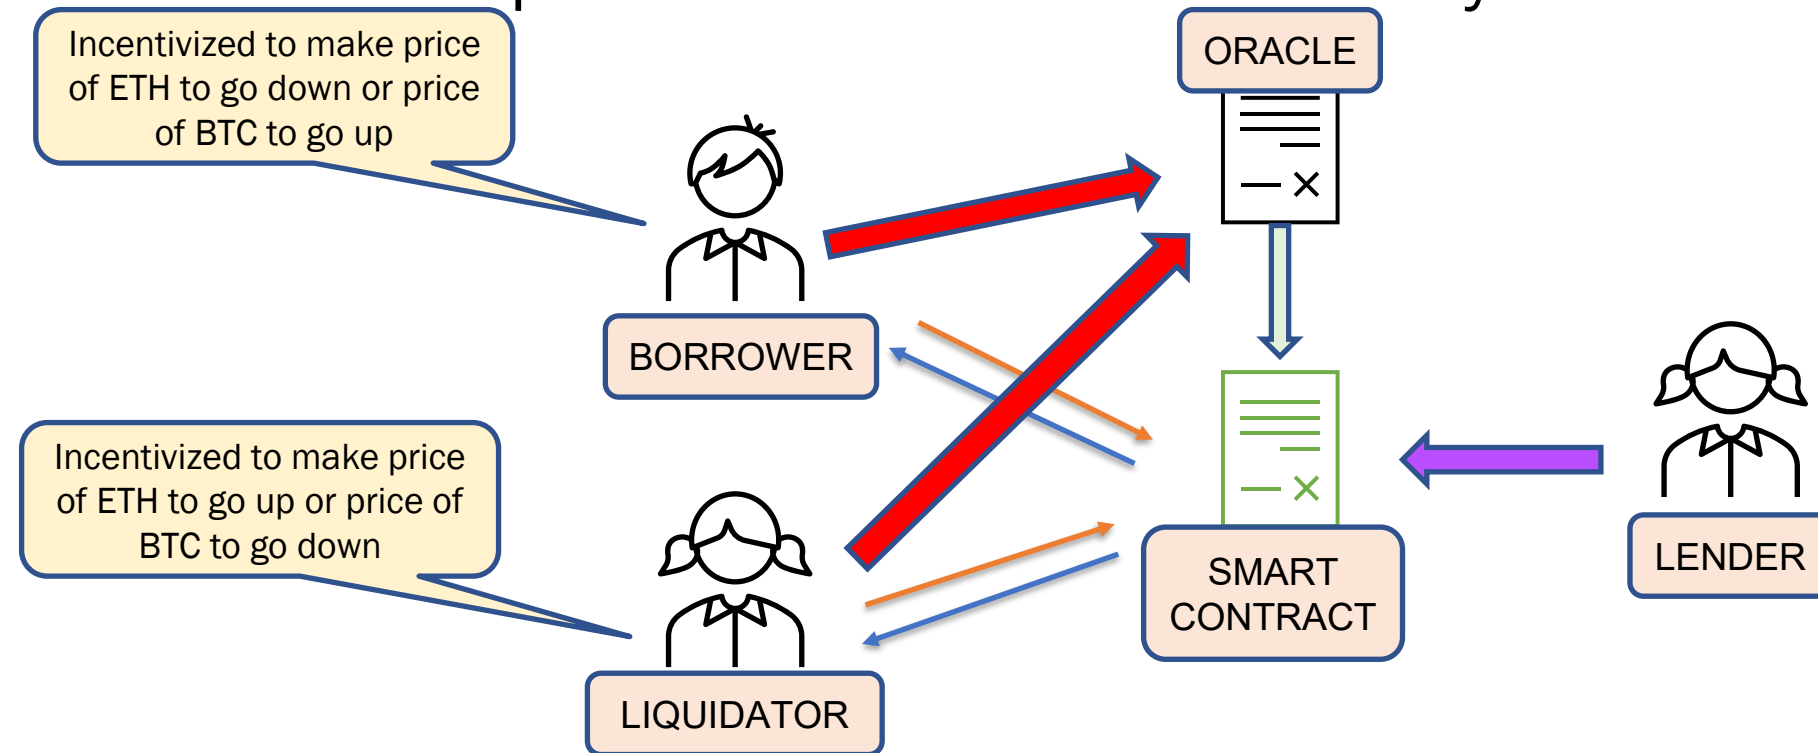 Incentivized to make price
of ETH to go down or price
of BTC to go up
ORACLE
BORROWER
Incentivized to make price
of ETH to go up or price of
BTC to go down
SMART
CONTRACT
LENDER
LIQUIDATOR